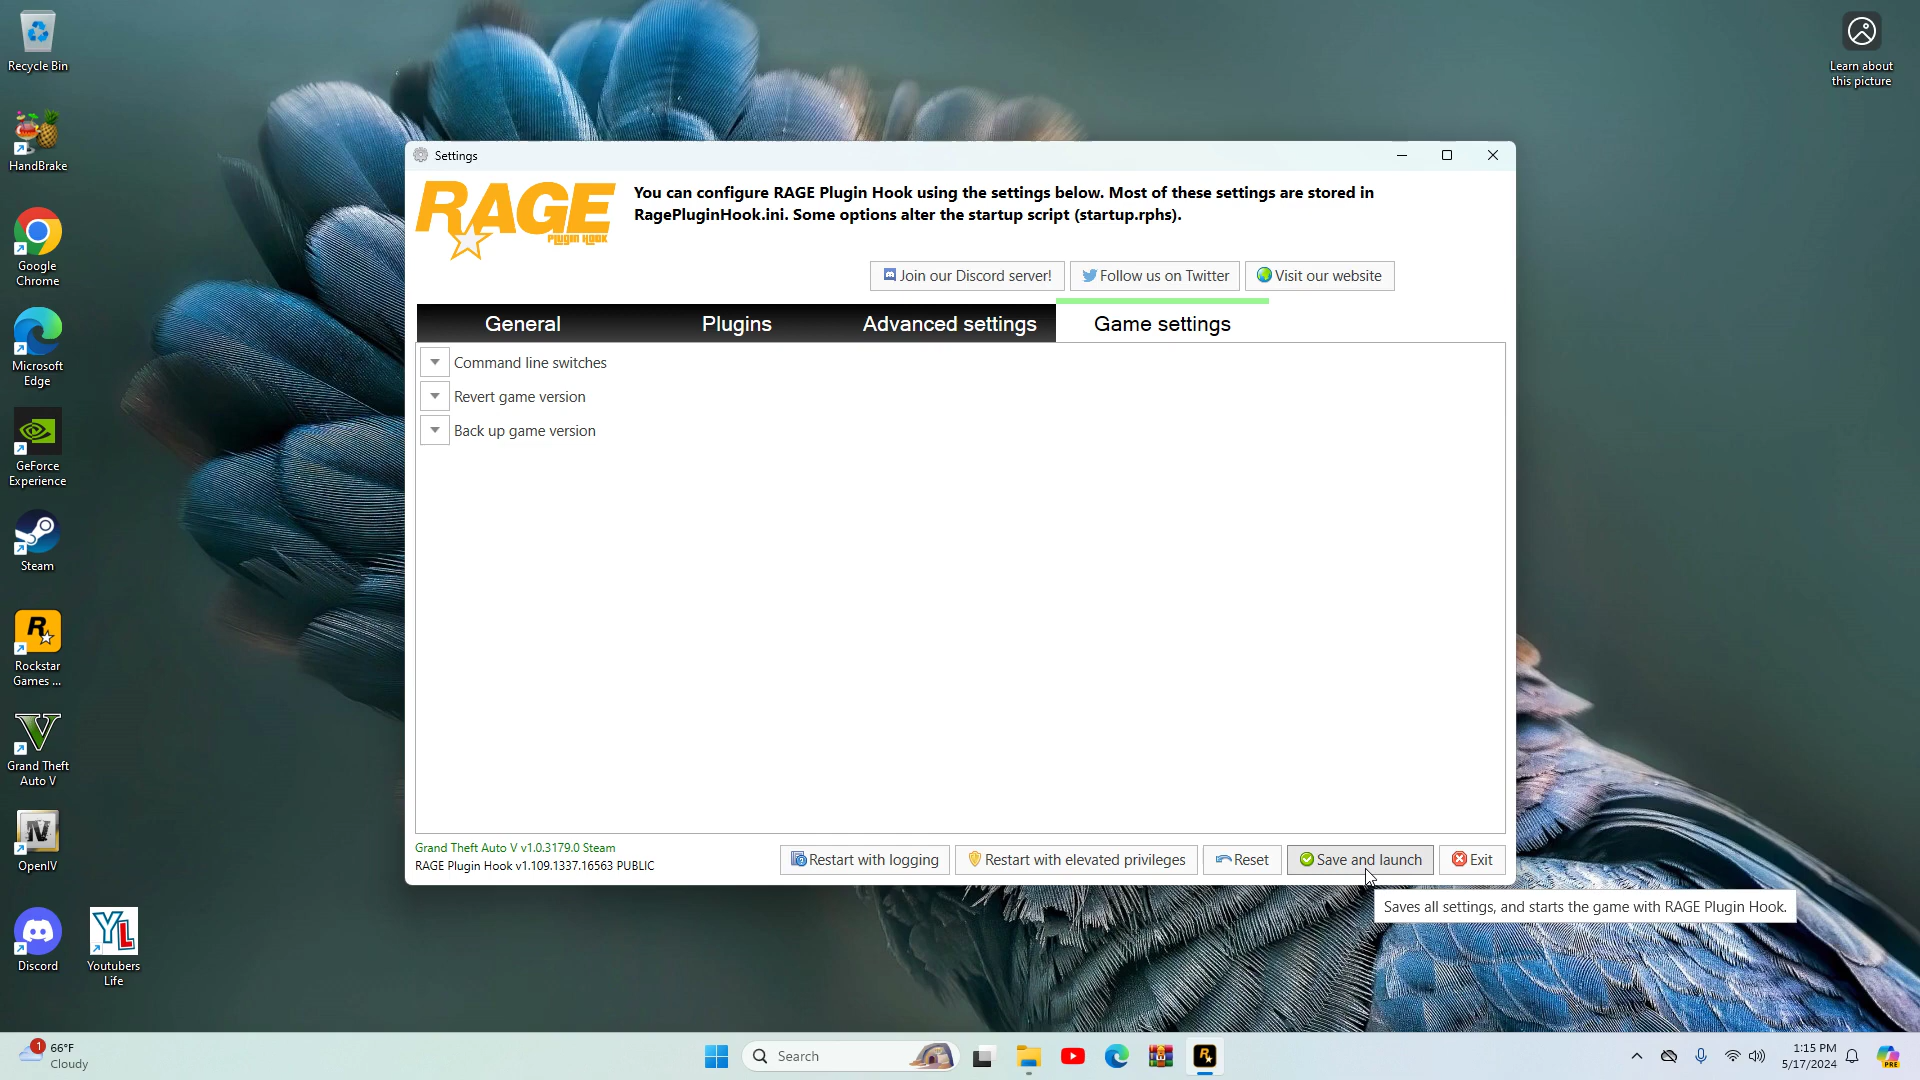 Recycle Bin
HandBrake
Google
Chrome
Microsoft
Edge
GeForce
Experience
Steam
Rockstar
Games ...
Grand Theft
Auto V
OpenIV
Discord
Youtubers
Life
Learn about
this picture
Settings
RAGE
PLUGIN HOOK
You can configure RAGE Plugin Hook using the settings below. Most of these settings are stored in
RagePluginHook.ini. Some options alter the startup script (startup.rphs).
Join our Discord server!
Follow us on Twitter
Visit our website
General
Plugins
Advanced settings
Game settings
Command line switches
Revert game version
Back up game version
Grand Theft Auto V v1.0.3179.0 Steam
RAGE Plugin Hook v1.109.1337.16563 PUBLIC
Restart with logging
Restart with elevated privileges
Reset
Save and launch
Exit
Saves all settings, and starts the game with RAGE Plugin Hook.
1
66°F
Cloudy
Search
1:15 PM
5/17/2024
PRE